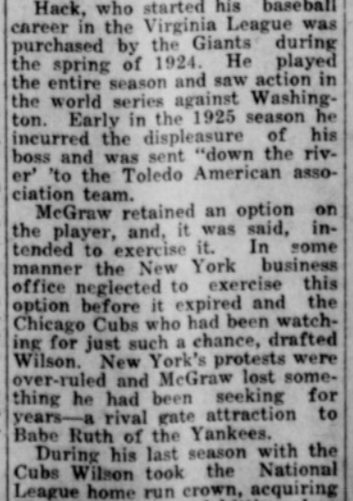 Hack, who started his baseball
career in the Virginia League was
purchased by the Giants during
the spring of 1924. He played
the entire season and saw action in
the world series against Washing-
ton. Early in the 1925 season he
incurred the displeasure of his
boss and was sent "down the riv-
er' 'to the Toledo American asso-
ciation team.
McGraw retained an option on
the player, and, it was said, in-
tended to exercise it. In some
manner the New York business
office neglected to exercise this
option before it expired and the
Chicago Cubs who had been watch-
ing for just such a chance, drafted
Wilson. New York's protests were
over-ruled and McGraw lost some-
thing he had been seeking for
years—a rival gate attraction to
Babe Ruth of the Yankees.
During his last season with the
Cubs Wilson took the National
League home run crown, acquiring